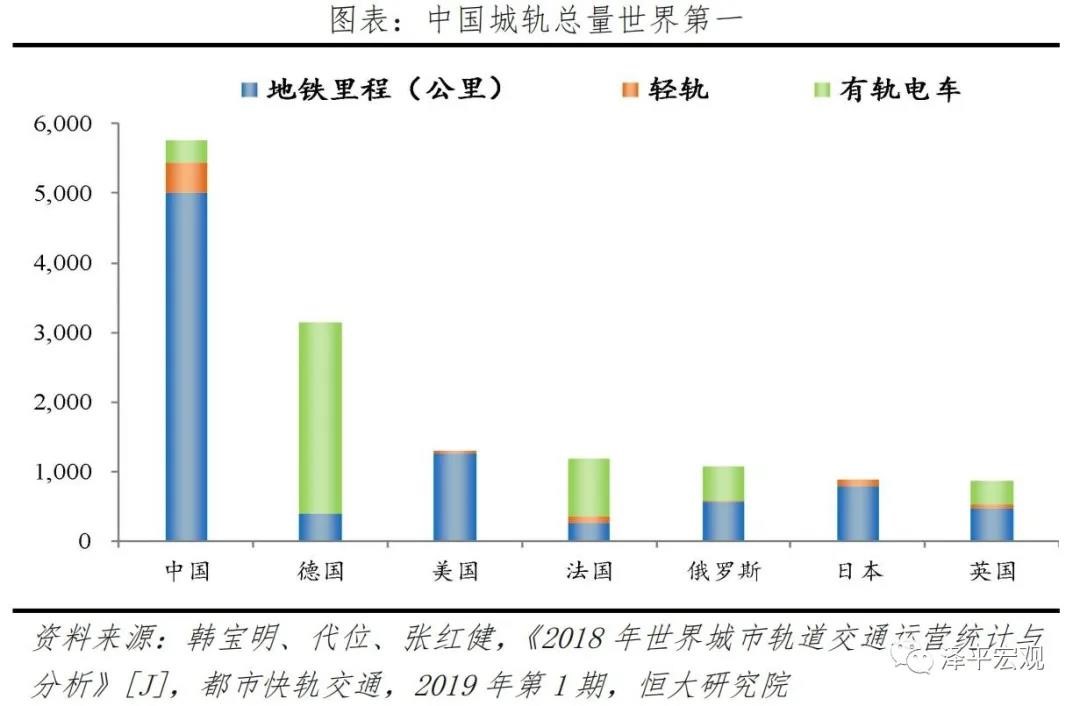 图表：中国城轨总量世界第一
地铁里程（公里） 轻轨 有轨电车
6,000
5,000
4,000
3,000
2,000
1,000
0
中国 德国 美国 法国 俄罗斯 日本 英国
资料来源：韩宝明、代位、张红健，《2018 年世界城市轨道交通运营统计与
分析》[J]，都市快轨交通，2019 年第 1 期，恒大研究院
泽平宏观